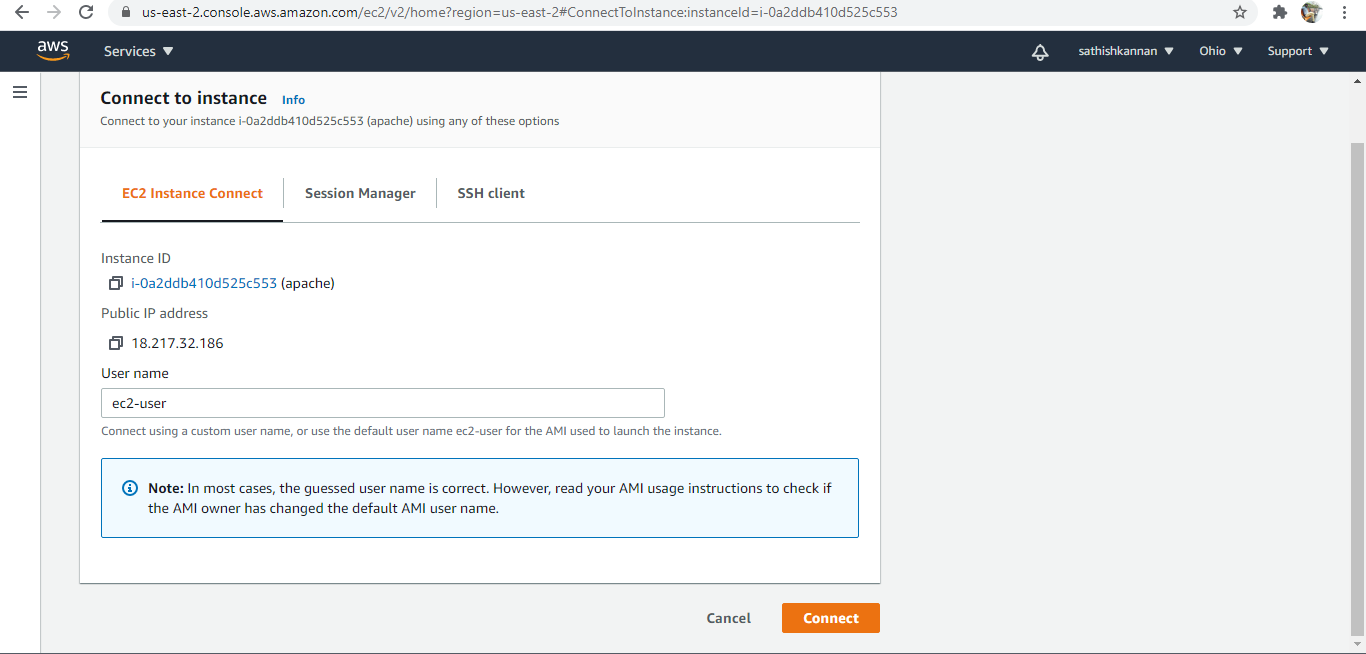 us-east-2.console.aws.amazon.com/ec2/v2/home?region=us-east-2#ConnectToInstance:instanceId=i-0a2ddb410d525c553
aws Services sathishkannan Ohio Support
Connect to instance Info
Connect to your instance i-0a2ddb410d525c553 (apache) using any of these options
EC2 Instance Connect Session Manager SSH client
Instance ID
i-0a2ddb410d525c553 (apache)
Public IP address
18.217.32.186
User name
ec2-user
Connect using a custom user name, or use the default user name ec2-user for the AMI used to launch the instance.
Note: In most cases, the guessed user name is correct. However, read your AMI usage instructions to check if
the AMI owner has changed the default AMI user name.
Cancel Connect